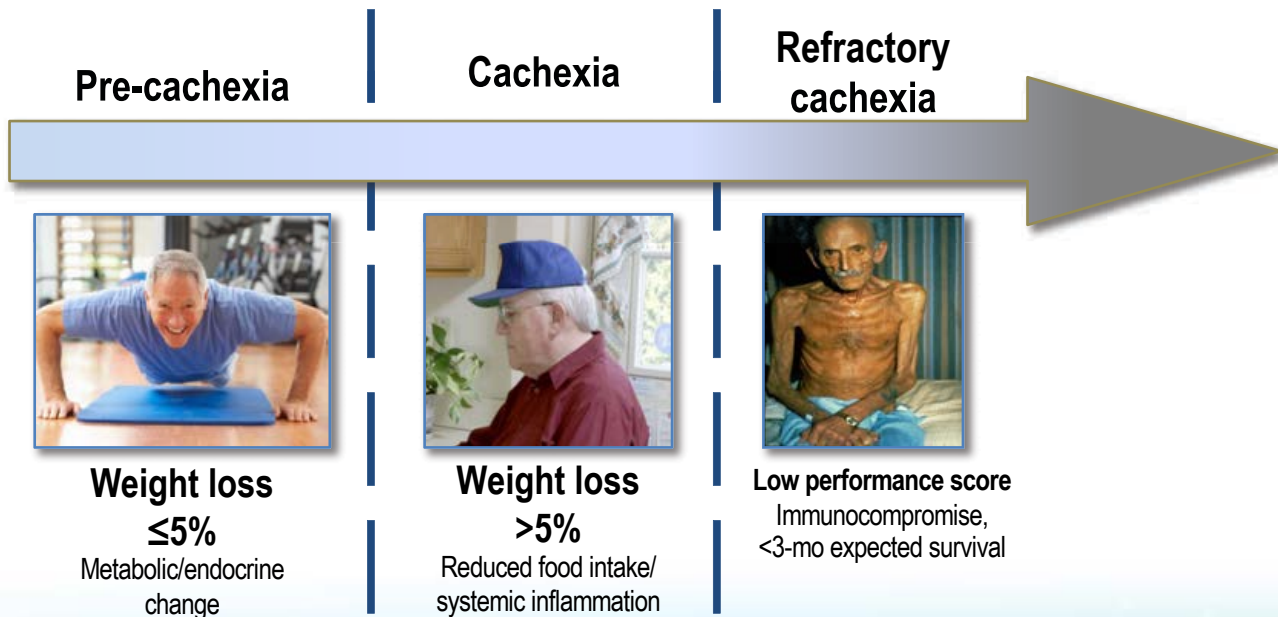 Pre-cachexia
Cachexia
Refractory
cachexia
Weight loss
≤5%
Metabolic/endocrine
change
Weight loss
>5%
Reduced food intake/
systemic inflammation
Low performance score
Immunocompromise,
<3-mo expected survival